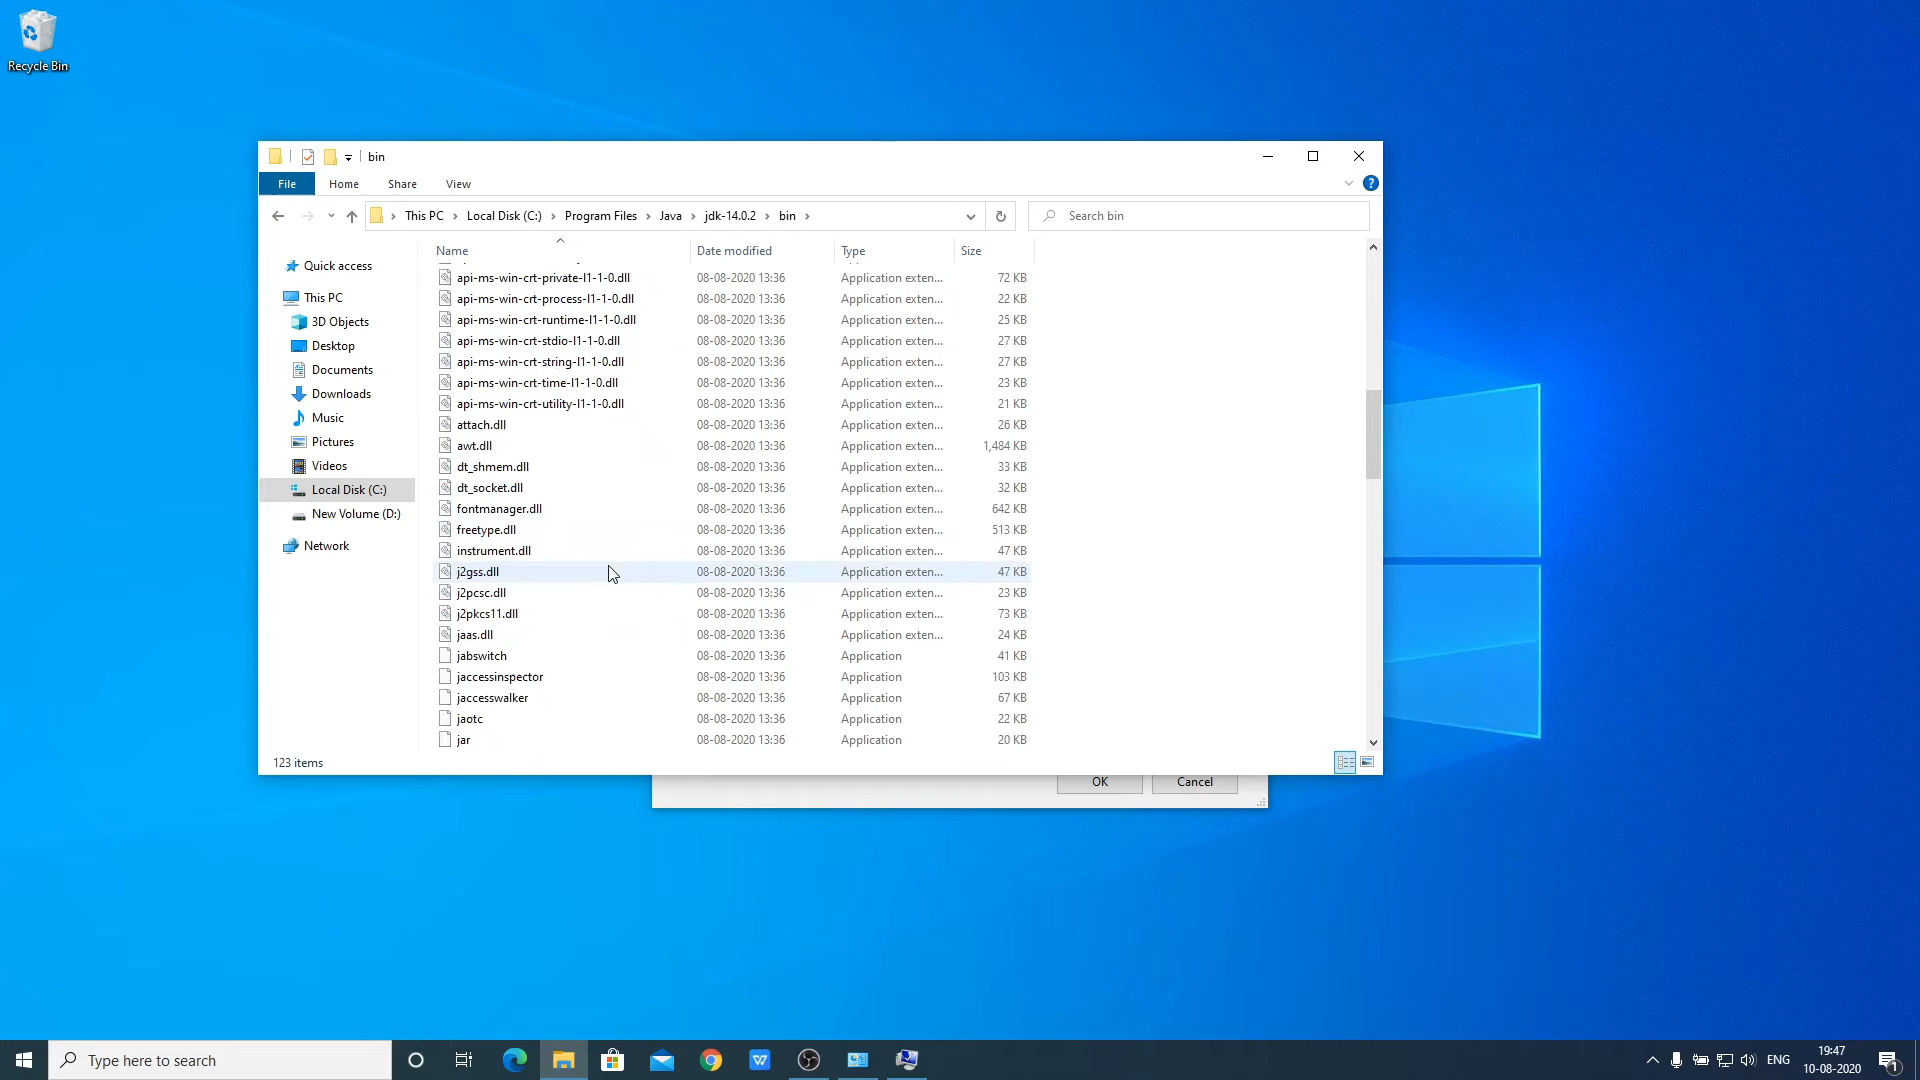 Recycle Bin
bin
File Home Share View
This PC Local Disk (C:) Program Files Java jdk-14.0.2 bin
Search bin
Name Date modified Type Size
Quick access
This PC
3D Objects
Desktop
Documents
Downloads
Music
Pictures
Videos
Local Disk (C:)
New Volume (D:)
Network
api-ms-win-crt-private-l1-1-0.dll 08-08-2020 13:36 Application exten... 72 KB
api-ms-win-crt-process-l1-1-0.dll 08-08-2020 13:36 Application exten... 22 KB
api-ms-win-crt-runtime-l1-1-0.dll 08-08-2020 13:36 Application exten... 25 KB
api-ms-win-crt-stdio-l1-1-0.dll 08-08-2020 13:36 Application exten... 27 KB
api-ms-win-crt-string-l1-1-0.dll 08-08-2020 13:36 Application exten... 27 KB
api-ms-win-crt-time-l1-1-0.dll 08-08-2020 13:36 Application exten... 23 KB
api-ms-win-crt-utility-l1-1-0.dll 08-08-2020 13:36 Application exten... 21 KB
attach.dll 08-08-2020 13:36 Application exten... 26 KB
awt.dll 08-08-2020 13:36 Application exten... 1,484 KB
dt_shmem.dll 08-08-2020 13:36 Application exten... 33 KB
dt_socket.dll 08-08-2020 13:36 Application exten... 32 KB
fontmanager.dll 08-08-2020 13:36 Application exten... 642 KB
freetype.dll 08-08-2020 13:36 Application exten... 513 KB
instrument.dll 08-08-2020 13:36 Application exten... 47 KB
j2gss.dll 08-08-2020 13:36 Application exten... 47 KB
j2pcsc.dll 08-08-2020 13:36 Application exten... 23 KB
j2pkcs11.dll 08-08-2020 13:36 Application exten... 73 KB
jaas.dll 08-08-2020 13:36 Application exten... 24 KB
jabswitch 08-08-2020 13:36 Application 41 KB
jaccessinspector 08-08-2020 13:36 Application 103 KB
jaccesswalker 08-08-2020 13:36 Application 67 KB
jaotc 08-08-2020 13:36 Application 22 KB
jar 08-08-2020 13:36 Application 20 KB
123 items
OK Cancel
Type here to search
ENG
19:47
10-08-2020
1